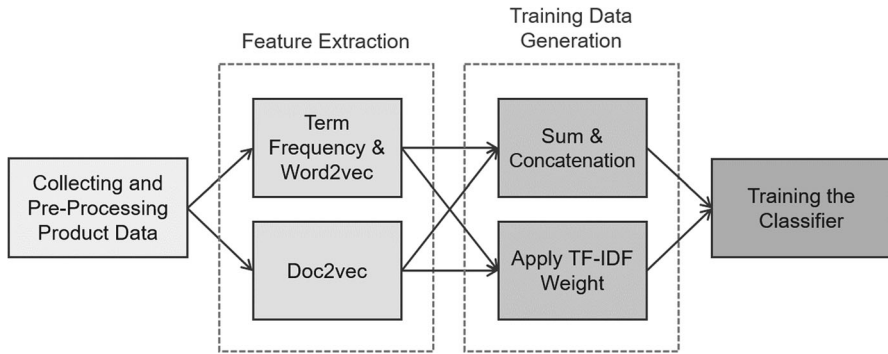 Feature Extraction
Training Data
Generation
Collecting and
Pre-Processing
Product Data
Term
Frequency &
Word2vec
Doc2vec
Sum &
Concatenation
Apply TF-IDF
Weight
Training the
Classifier